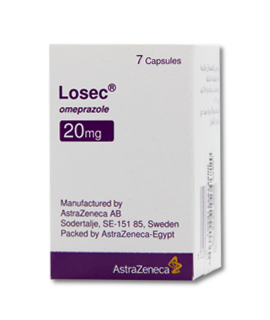 7 Capsules
Losec®
omeprazole
20mg
Manufactured by
AstraZeneca AB
Sodertalje, SE-151 85, Sweden
Packed by AstraZeneca-Egypt
AstraZeneca